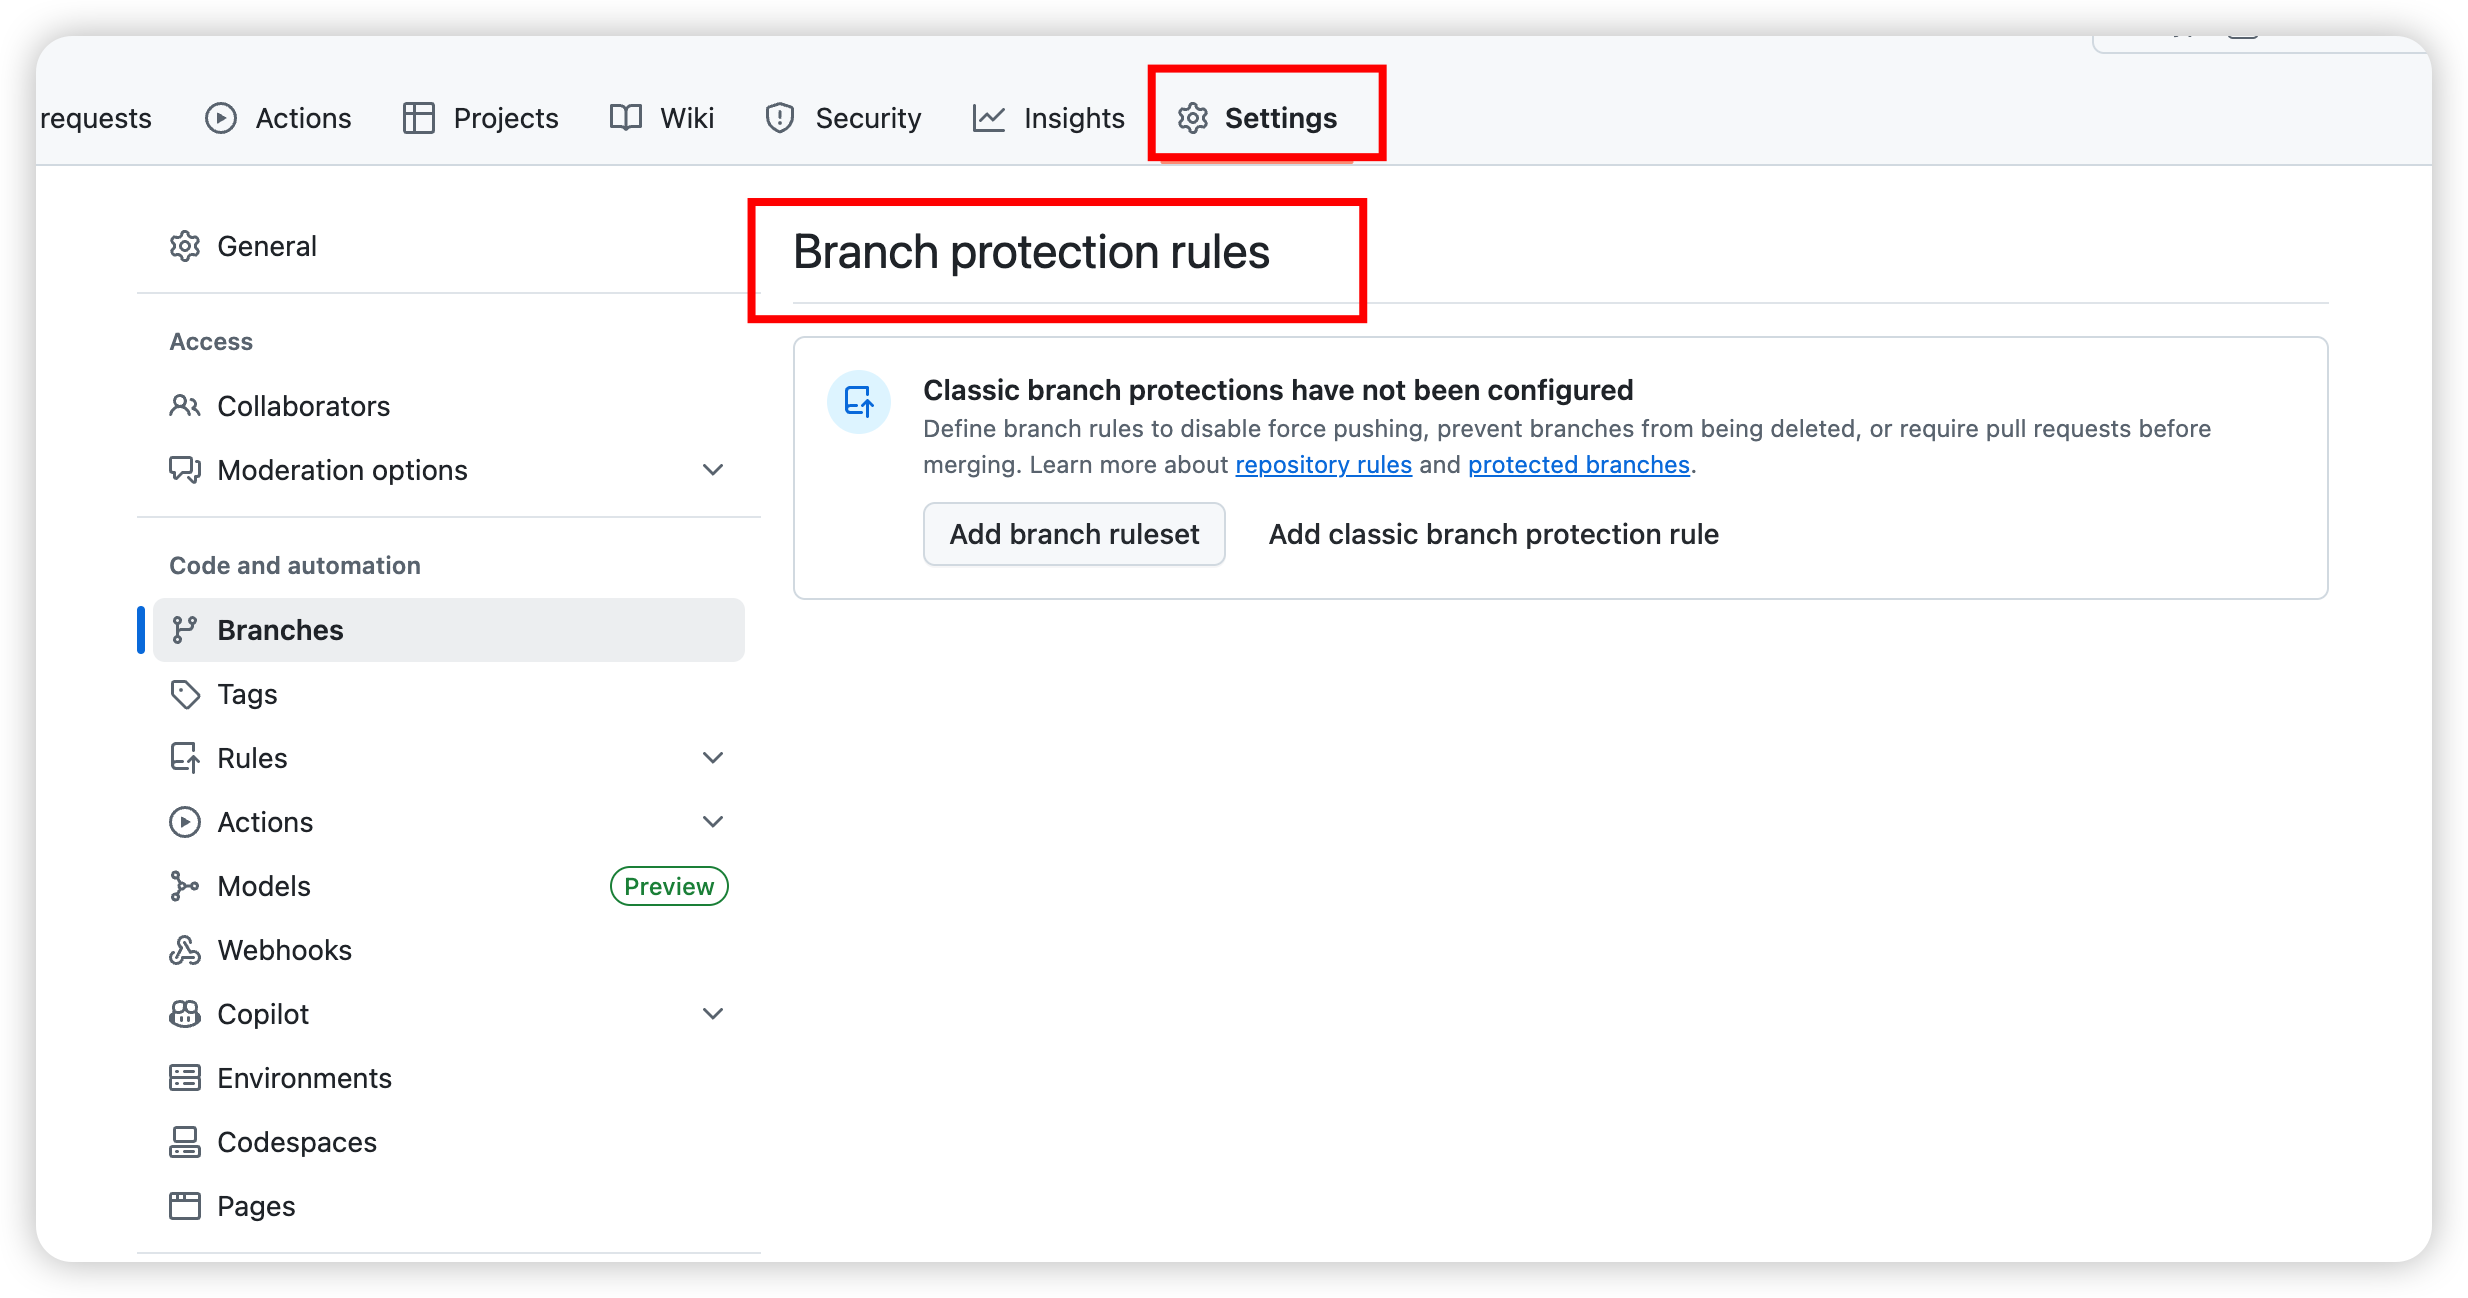 requests Actions Projects Wiki Security Insights Settings
General
Access
Collaborators
Moderation options
Code and automation
Branches
Tags
Rules
Actions
Models Preview
Webhooks
Copilot
Environments
Codespaces
Pages
Branch protection rules
Classic branch protections have not been configured
Define branch rules to disable force pushing, prevent branches from being deleted, or require pull requests before
merging. Learn more about repository rules and protected branches.
Add branch ruleset Add classic branch protection rule